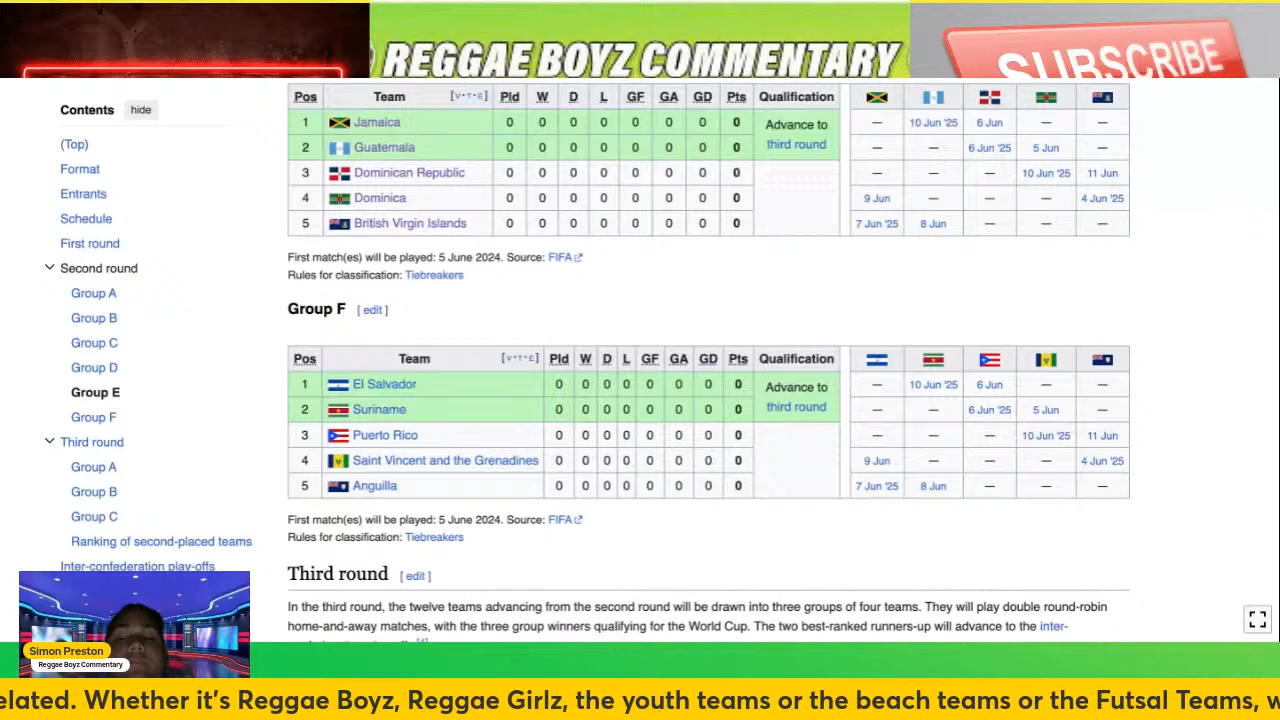 REGGAE BOYZ COMMENTARY
SUBSCRIBE
Contents hide
(Top)
Format
Entrants
Schedule
First round
Second round
Group A
Group B
Group C
Group D
Group E
Group F
Third round
Group A
Group B
Group C
Ranking of second-placed teams
Inter-confederation play-offs
Pos Team [V·T·E] Pld W D L GF GA GD Pts Qualification
1 Jamaica 0 0 0 0 0 0 0 0 Advance to third round — 10 Jun '25 6 Jun — —
2 Guatemala 0 0 0 0 0 0 0 0 — — 6 Jun '25 5 Jun —
3 Dominican Republic 0 0 0 0 0 0 0 0 — — — 10 Jun '25 11 Jun
4 Dominica 0 0 0 0 0 0 0 0 9 Jun — — — 4 Jun '25
5 British Virgin Islands 0 0 0 0 0 0 0 0 7 Jun '25 8 Jun — — —
First match(es) will be played: 5 June 2024. Source: FIFA
Rules for classification: Tiebreakers
Group F [ edit ]
Pos Team [V·T·E] Pld W D L GF GA GD Pts Qualification
1 El Salvador 0 0 0 0 0 0 0 0 Advance to third round — 10 Jun '25 6 Jun — —
2 Suriname 0 0 0 0 0 0 0 0 — — 6 Jun '25 5 Jun —
3 Puerto Rico 0 0 0 0 0 0 0 0 — — — 10 Jun '25 11 Jun
4 Saint Vincent and the Grenadines 0 0 0 0 0 0 0 0 9 Jun — — — 4 Jun '25
5 Anguilla 0 0 0 0 0 0 0 0 7 Jun '25 8 Jun — — —
First match(es) will be played: 5 June 2024. Source: FIFA
Rules for classification: Tiebreakers
Third round [ edit ]
In the third round, the twelve teams advancing from the second round will be drawn into three groups of four teams. They will play double round-robin
home-and-away matches, with the three group winners qualifying for the World Cup. The two best-ranked runners-up will advance to the inter-
Simon Preston
Reggae Boyz Commentary
elated. Whether it's Reggae Boyz, Reggae Girlz, the youth teams or the beach teams or the Futsal Teams, w